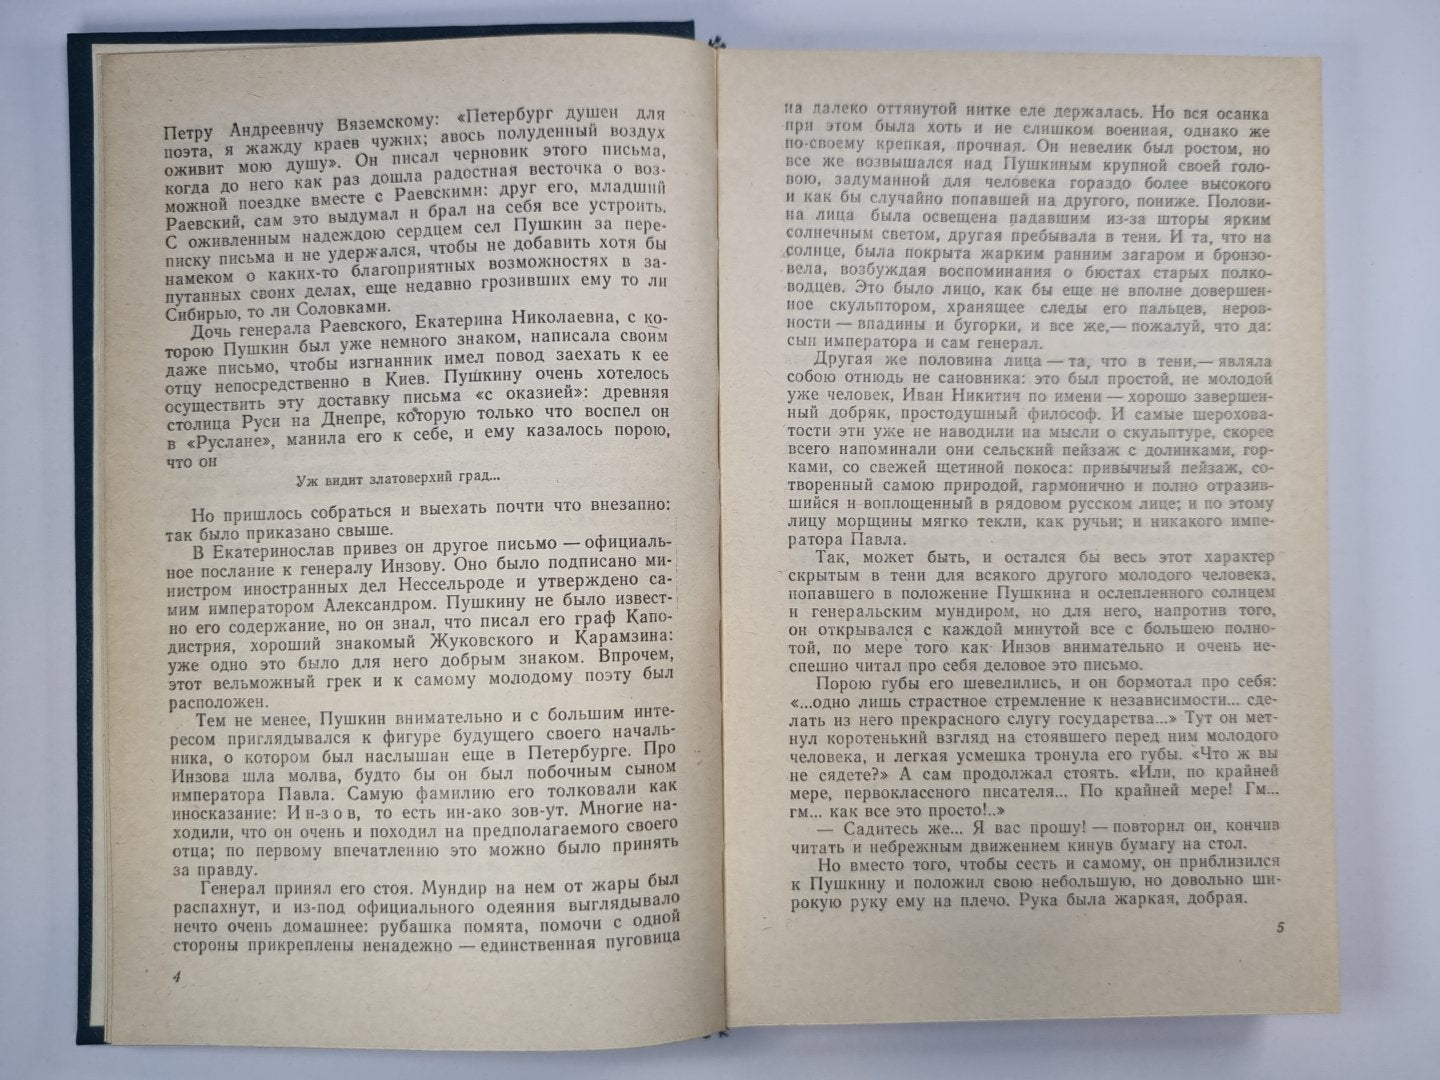 Петру Андреевичу Вяземскому: «Петербург душен для
поэта, я жажду краев чужих; авось полуденный воздух
оживит мою душу». Он писал черновик этого письма,
когда до него как раз дошла радостная весточка о воз-
можной поездке вместе с Раевскими: друг его, младший
Раевский, сам это выдумал и брал на себя все устроить.
С оживленным надеждою сердцем сел Пушкин за пере-
писку письма и не удержался, чтобы не добавить хотя бы
намеком о каких-то благоприятных возможностях в за-
путанных своих делах, еще недавно грозивших ему то ли
Сибирью, то ли Соловками.
Дочь генерала Раевского, Екатерина Николаевна, с ко-
торою Пушкин был уже немного знаком, написала своим
даже письмо, чтобы изгнанник имел повод заехать к ее
отцу непосредственно в Киев. Пушкину очень хотелось
осуществить эту доставку письма «с оказией»: древняя
столица Руси на Днепре, которую только что воспел он
в «Руслане», манила его к себе, и ему казалось порою,
что он
Уж видит златоверхий град...
Но пришлось собраться и выехать почти что внезапно:
так было приказано свыше.
В Екатеринослав привез он другое письмо — официаль-
ное послание к генералу Инзову. Оно было подписано ми-
нистром иностранных дел Нессельроде и утверждено са-
мим императором Александром. Пушкину не было извест-
но его содержание, но он знал, что писал его граф Капо-
дистрия, хороший знакомый Жуковского и Карамзина:
уже одно это было для него добрым знаком. Впрочем,
этот вельможный грек и к самому молодому поэту был
расположен.
Тем не менее, Пушкин внимательно и с большим инте-
ресом приглядывался к фигуре будущего своего началь-
ника, о котором был наслышан еще в Петербурге. Про
Инзова шла молва, будто бы он был побочным сыном
императора Павла. Самую фамилию его толковали как
иносказание: Ин-зов, то есть ин-ако зов-ут. Многие на-
ходили, что он очень и походил на предполагаемого своего
отца; по первому впечатлению это можно было принять
за правду.
Генерал принял его стоя. Мундир на нем от жары был
распахнут, и из-под официального одеяния выглядывало
нечто очень домашнее: рубашка помята, помочи с одной
стороны прикреплены ненадежно — единственная пуговица
4
на далеко оттянутой нитке еле держалась. Но вся осанка
при этом была хоть и не слишком военная, однако же
по-своему крепкая, прочная. Он невелик был ростом, но
все же возвышался над Пушкиным крупной своей голо-
вою, задуманной для человека гораздо более высокого
и как бы случайно попавшей на другого, пониже. Полови-
на лица была освещена падавшим из-за шторы ярким
солнечным светом, другая пребывала в тени. И та, что на
солнце, была покрыта жарким ранним загаром и бронзо-
вела, возбуждая воспоминания о бюстах старых полко-
водцев. Это было лицо, как бы еще не вполне довершен-
ное скульптором, хранящее следы его пальцев, неров-
ности — впадины и бугорки, и все же,— пожалуй, что да:
сын императора и сам генерал.
Другая же половина лица — та, что в тени,— являла
собою отнюдь не сановника: это был простой, не молодой
уже человек, Иван Никитич по имени — хорошо завершен-
ный добряк, простодушный философ. И самые шерохова-
тости эти уже не наводили на мысли о скульптуре, скорее
всего напоминали они сельский пейзаж с долинками, гор-
ками, со свежей щетиной покоса: привычный пейзаж, со-
творенный самою природой, гармонично и полно отразив-
шийся и воплощенный в рядовом русском лице; и по этому
лицу морщины мягко текли, как ручьи; и никакого импе-
ратора Павла.
Так, может быть, и остался бы весь этот характер
скрытым в тени для всякого другого молодого человека,
попавшего в положение Пушкина и ослепленного солнцем
и генеральским мундиром, но для него, напротив того,
он открывался с каждой минутой все с большею полно-
той, по мере того как Инзов внимательно и очень не-
спешно читал про себя деловое это письмо.
Порою губы его шевелились, и он бормотал про себя:
«...одно лишь страстное стремление к независимости... сде-
лать из него прекрасного слугу государства...» Тут он мет-
нул коротенький взгляд на стоявшего перед ним молодого
человека, и легкая усмешка тронула его губы. «Что ж вы
не сядете?» А сам продолжал стоять. «Или, по крайней
мере, первоклассного писателя... По крайней мере! Гм...
гм... как все это просто!..»
— Садитесь же... Я вас прошу! — повторил он, кончив
читать и небрежным движением кинув бумагу на стол.
Но вместо того, чтобы сесть и самому, он приблизился
к Пушкину и положил свою небольшую, но довольно ши-
рокую руку ему на плечо. Рука была жаркая, добрая.
5